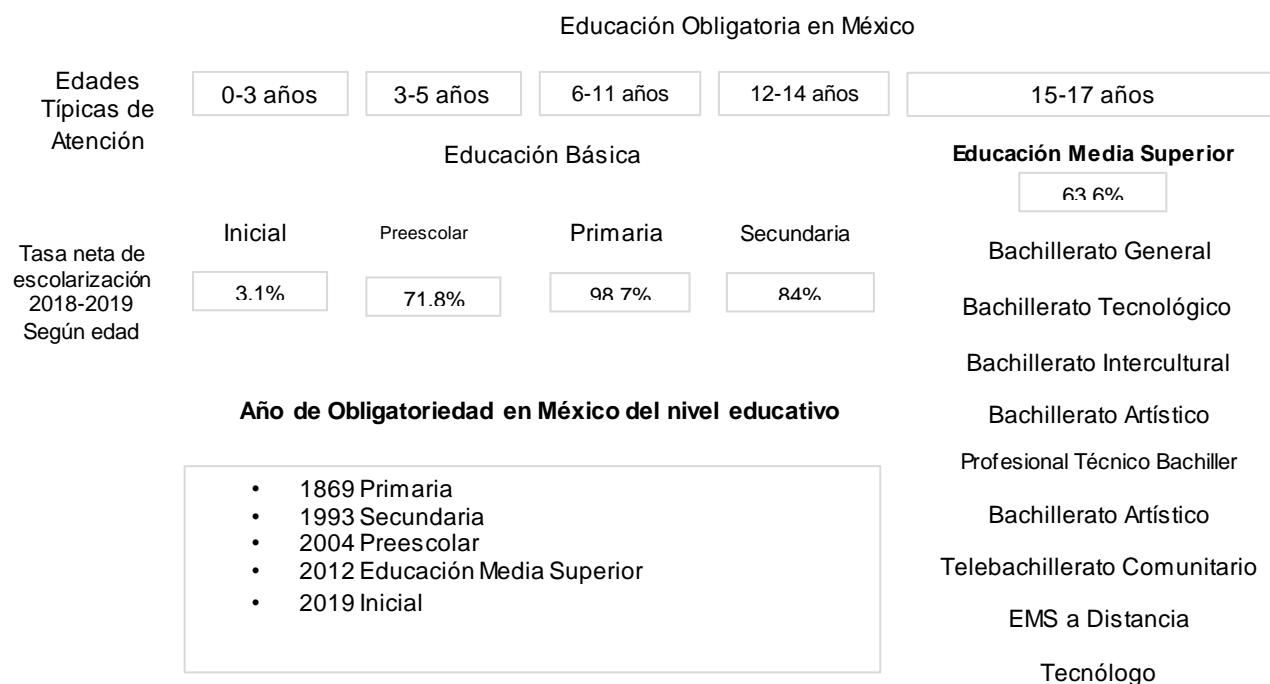 Educación Obligatoria en México
Edades
Típicas de
Atención
0-3 años
3-5 años
6-11 años
12-14 años
15-17 años
Educación Básica
Educación Media Superior
63.6%
Inicial
Preescolar
Primaria
Secundaria
Tasa neta de
escolarización
2018-2019
Según edad
3.1%
71.8%
98.7%
84%
Bachillerato General
Bachillerato Tecnológico
Bachillerato Intercultural
Bachillerato Artístico
Profesional Técnico Bachiller
Bachillerato Artístico
Telebachillerato Comunitario
EMS a Distancia
Tecnólogo
Año de Obligatoriedad en México del nivel educativo
• 1869 Primaria
• 1993 Secundaria
• 2004 Preescolar
• 2012 Educación Media Superior
• 2019 Inicial